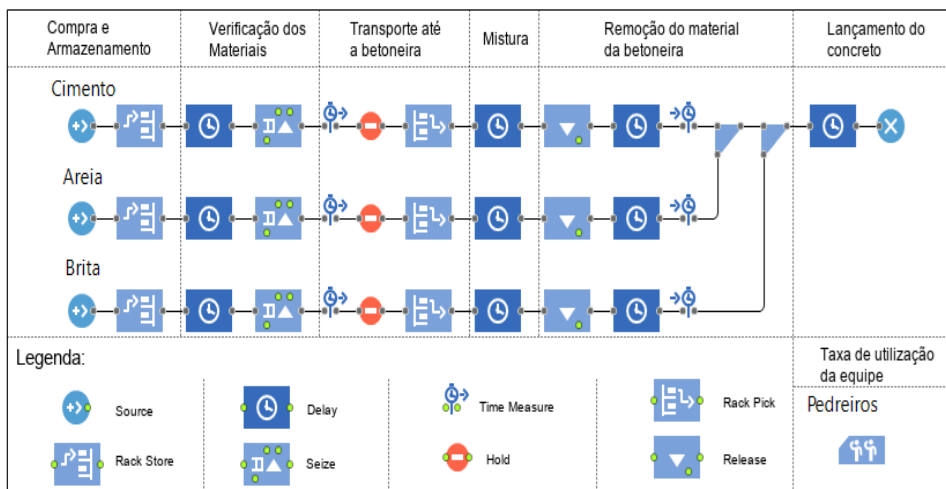 Compra e
Armazenamento
Verificação dos
Materiais
Transporte até
a betoneira
Mistura
Remoção do material
da betoneira
Lançamento do
concreto
Cimento
Areia
Brita
Legenda:
Source
Delay
Time Measure
Rack Pick
Rack Store
Seize
Hold
Release
Taxa de utilização
da equipe
Pedreiros